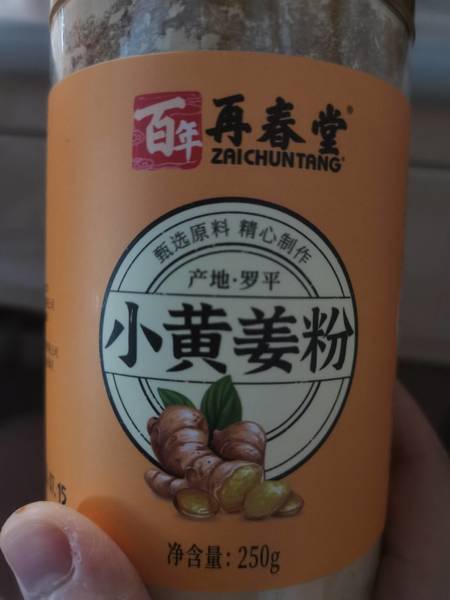 百年 再春堂®
ZAICHUNTANG®
甄选原料 精心制作
产地·罗平
小黄姜粉
净含量：250g